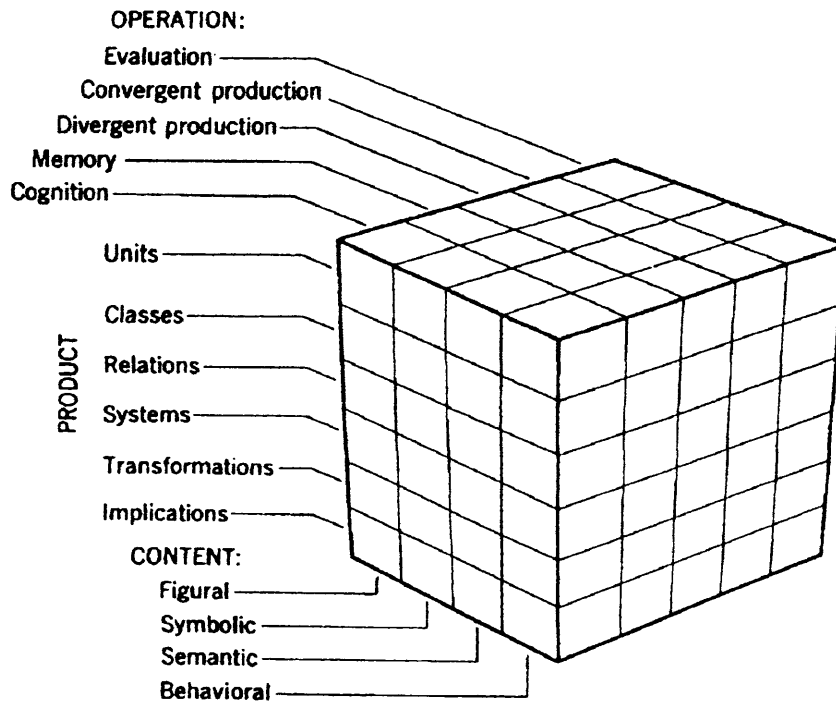 OPERATION:
Evaluation
Convergent production
Divergent production
Memory
Cognition
Units
Classes
Relations
Systems
Transformations
Implications
PRODUCT
CONTENT:
Figural
Symbolic
Semantic
Behavioral